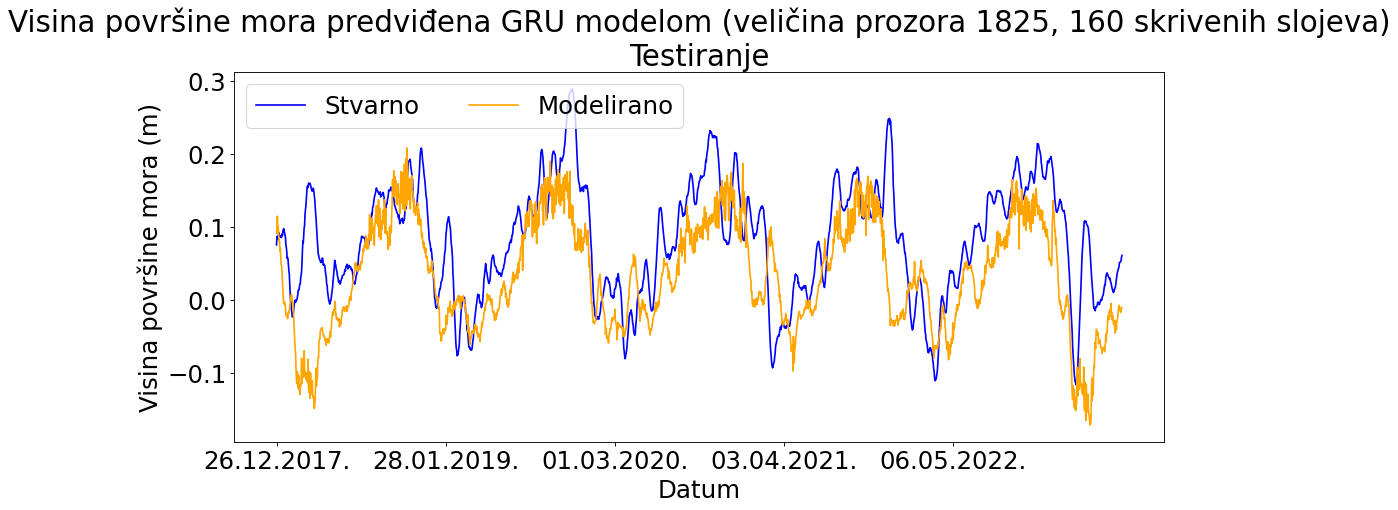 Visina površine mora predviđena GRU modelom (veličina prozora 1825, 160 skrivenih slojeva)
Testiranje
Stvarno
Modelirano
Visina površine mora (m)
0.3
0.2
0.1
0.0
−0.1
26.12.2017.
28.01.2019.
01.03.2020.
03.04.2021.
06.05.2022.
Datum